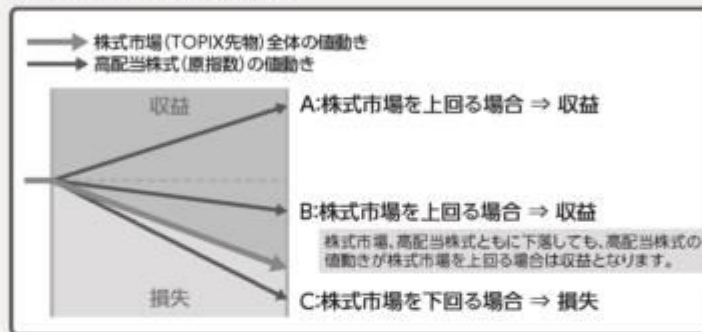 株式市場(TOPIX先物)全体の値動き
高配当株式(原指数)の値動き
収益
A:株式市場を上回る場合 ⇒ 収益
B:株式市場を上回る場合 ⇒ 収益
株式市場、高配当株式ともに下落しても、高配当株式の
値動きが株式市場を上回る場合は収益となります。
損失
C:株式市場を下回る場合 ⇒ 損失